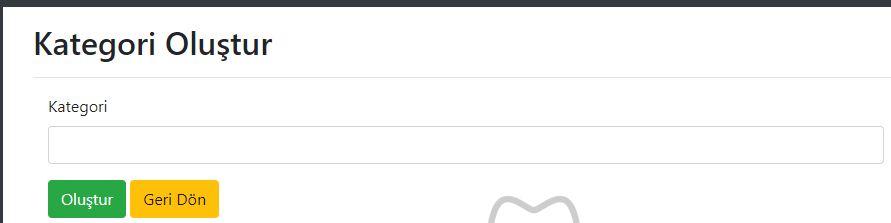 Kategori Oluştur
Kategori
Oluştur Geri Dön